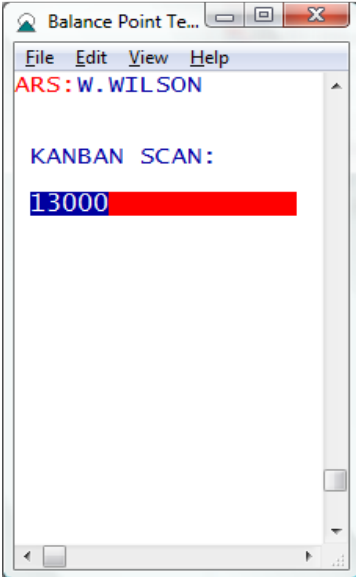 Balance Point Te...
File Edit View Help
ARS:W.WILSON
KANBAN SCAN:
13000